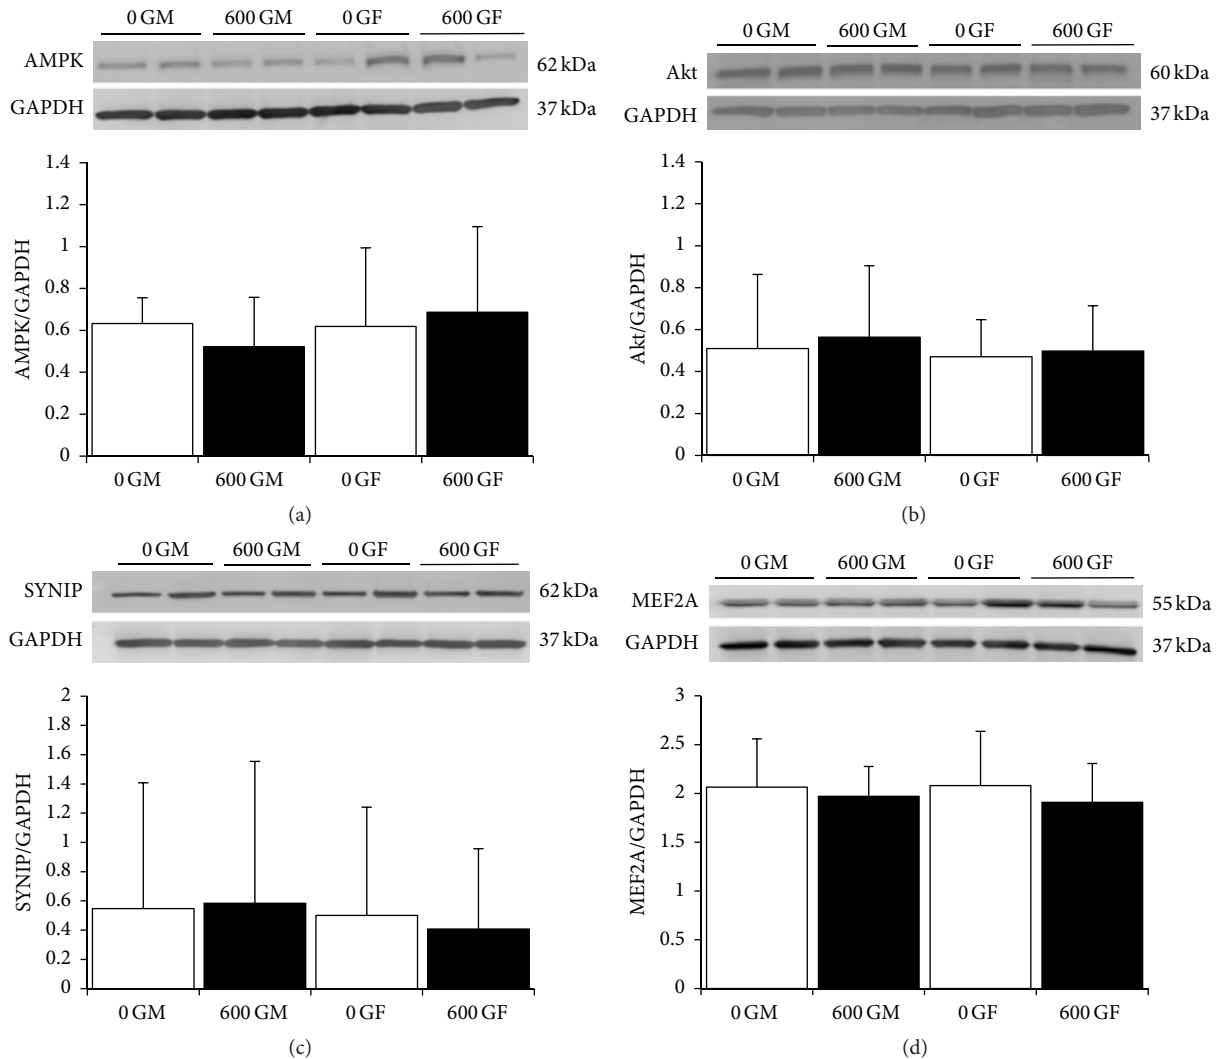 0 GM 600 GM 0 GF 600 GF
AMPK 62 kDa
GAPDH 37 kDa
1.4
1.2
1
0.8
0.6
0.4
0.2
0
AMPK/GAPDH
0 GM 600 GM 0 GF 600 GF
(a)
0 GM 600 GM 0 GF 600 GF
Akt 60 kDa
GAPDH 37 kDa
1.4
1.2
1
0.8
0.6
0.4
0.2
0
Akt/GAPDH
0 GM 600 GM 0 GF 600 GF
(b)
0 GM 600 GM 0 GF 600 GF
SYNIP 62 kDa
GAPDH 37 kDa
2
1.8
1.6
1.4
1.2
1
0.8
0.6
0.4
0.2
0
SYNIP/GAPDH
0 GM 600 GM 0 GF 600 GF
(c)
0 GM 600 GM 0 GF 600 GF
MEF2A 55 kDa
GAPDH 37 kDa
3
2.5
2
1.5
1
0.5
0
MEF2A/GAPDH
0 GM 600 GM 0 GF 600 GF
(d)